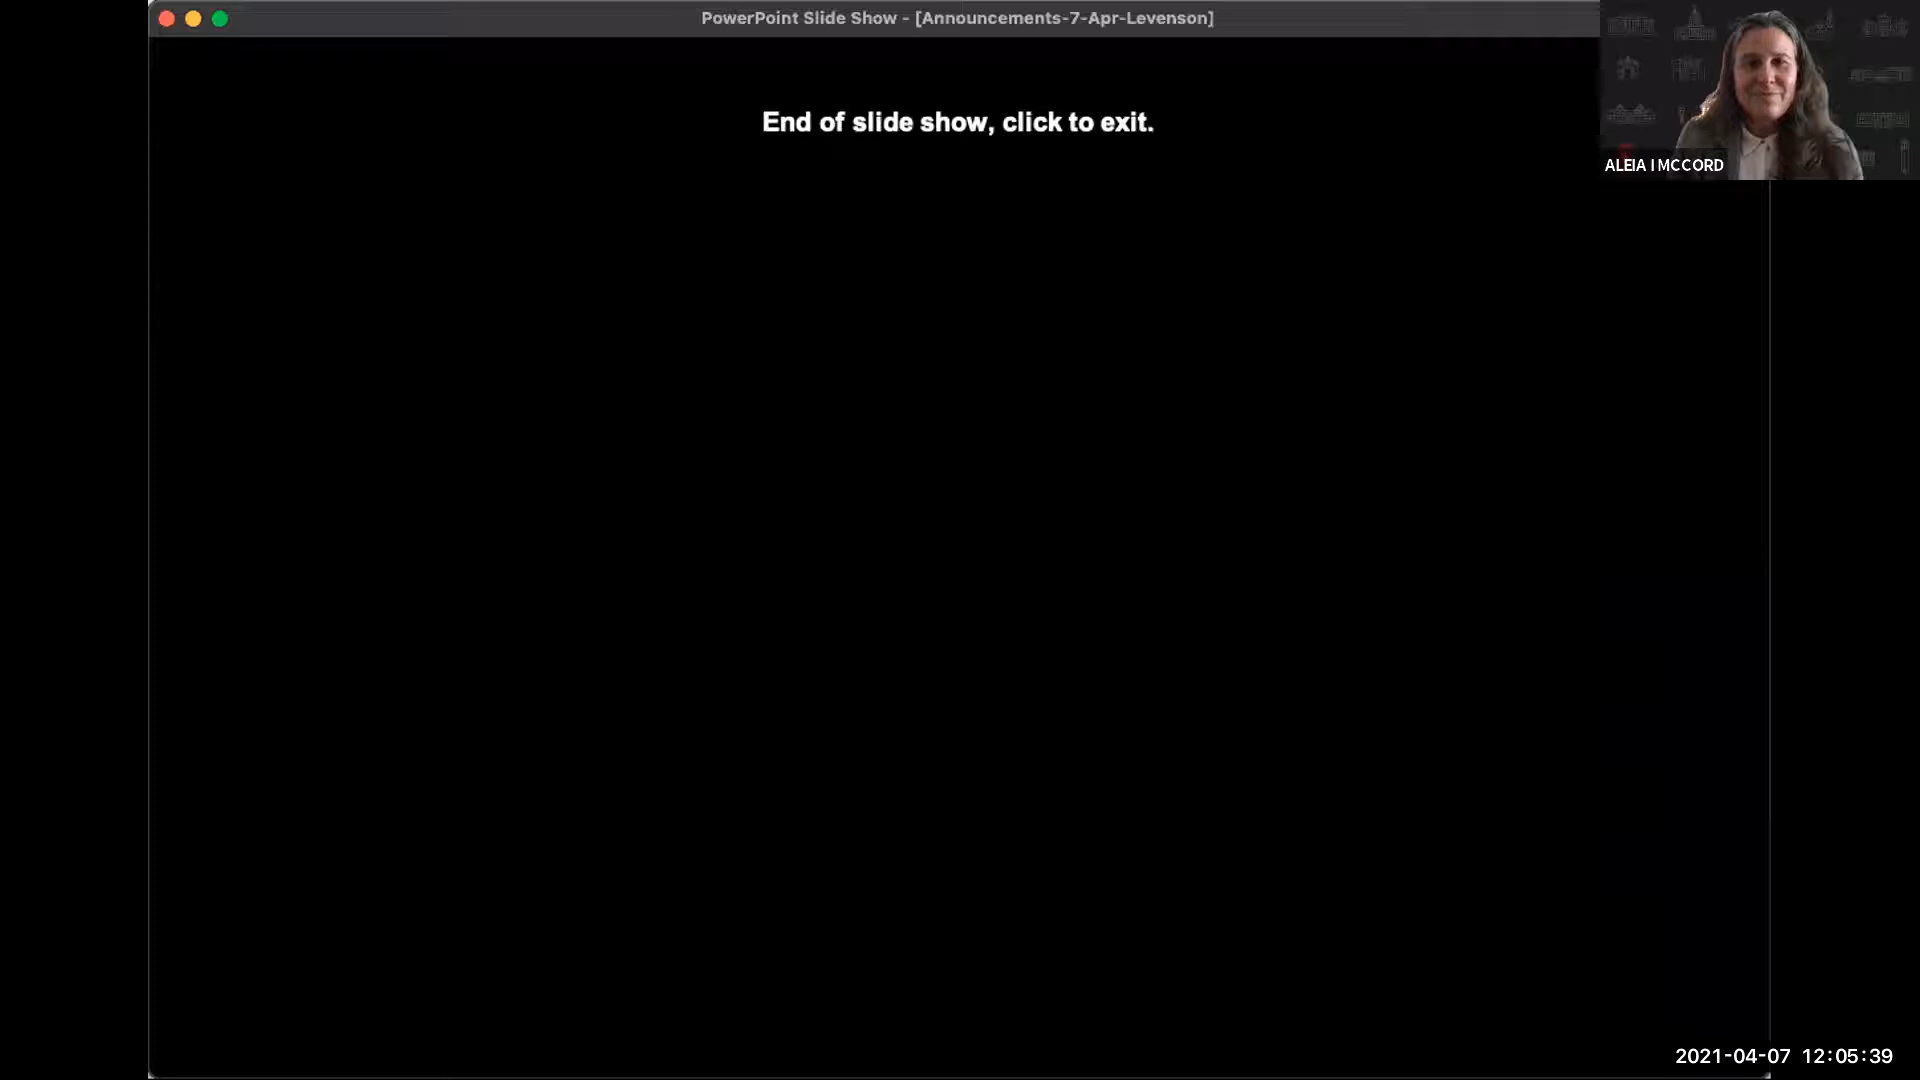 PowerPoint Slide Show - [Announcements-7-Apr-Levenson]
End of slide show, click to exit.
ALEIA I MCCORD
2021-04-07 12:05:39